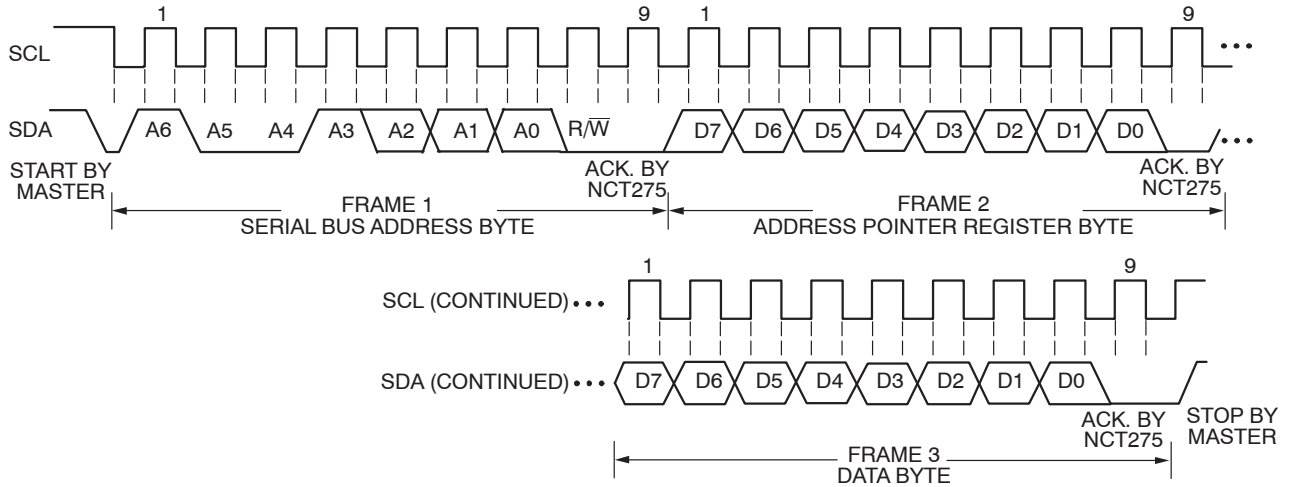 1 9 1 9
SCL
SDA A6 A5 A4 A3 A2 A1 A0 R/W̅ D7 D6 D5 D4 D3 D2 D1 D0
START BY
MASTER
ACK. BY
NCT275
ACK. BY
NCT275
FRAME 1
SERIAL BUS ADDRESS BYTE
FRAME 2
ADDRESS POINTER REGISTER BYTE
1 9
SCL (CONTINUED)
SDA (CONTINUED) D7 D6 D5 D4 D3 D2 D1 D0
ACK. BY
NCT275
STOP BY
MASTER
FRAME 3
DATA BYTE